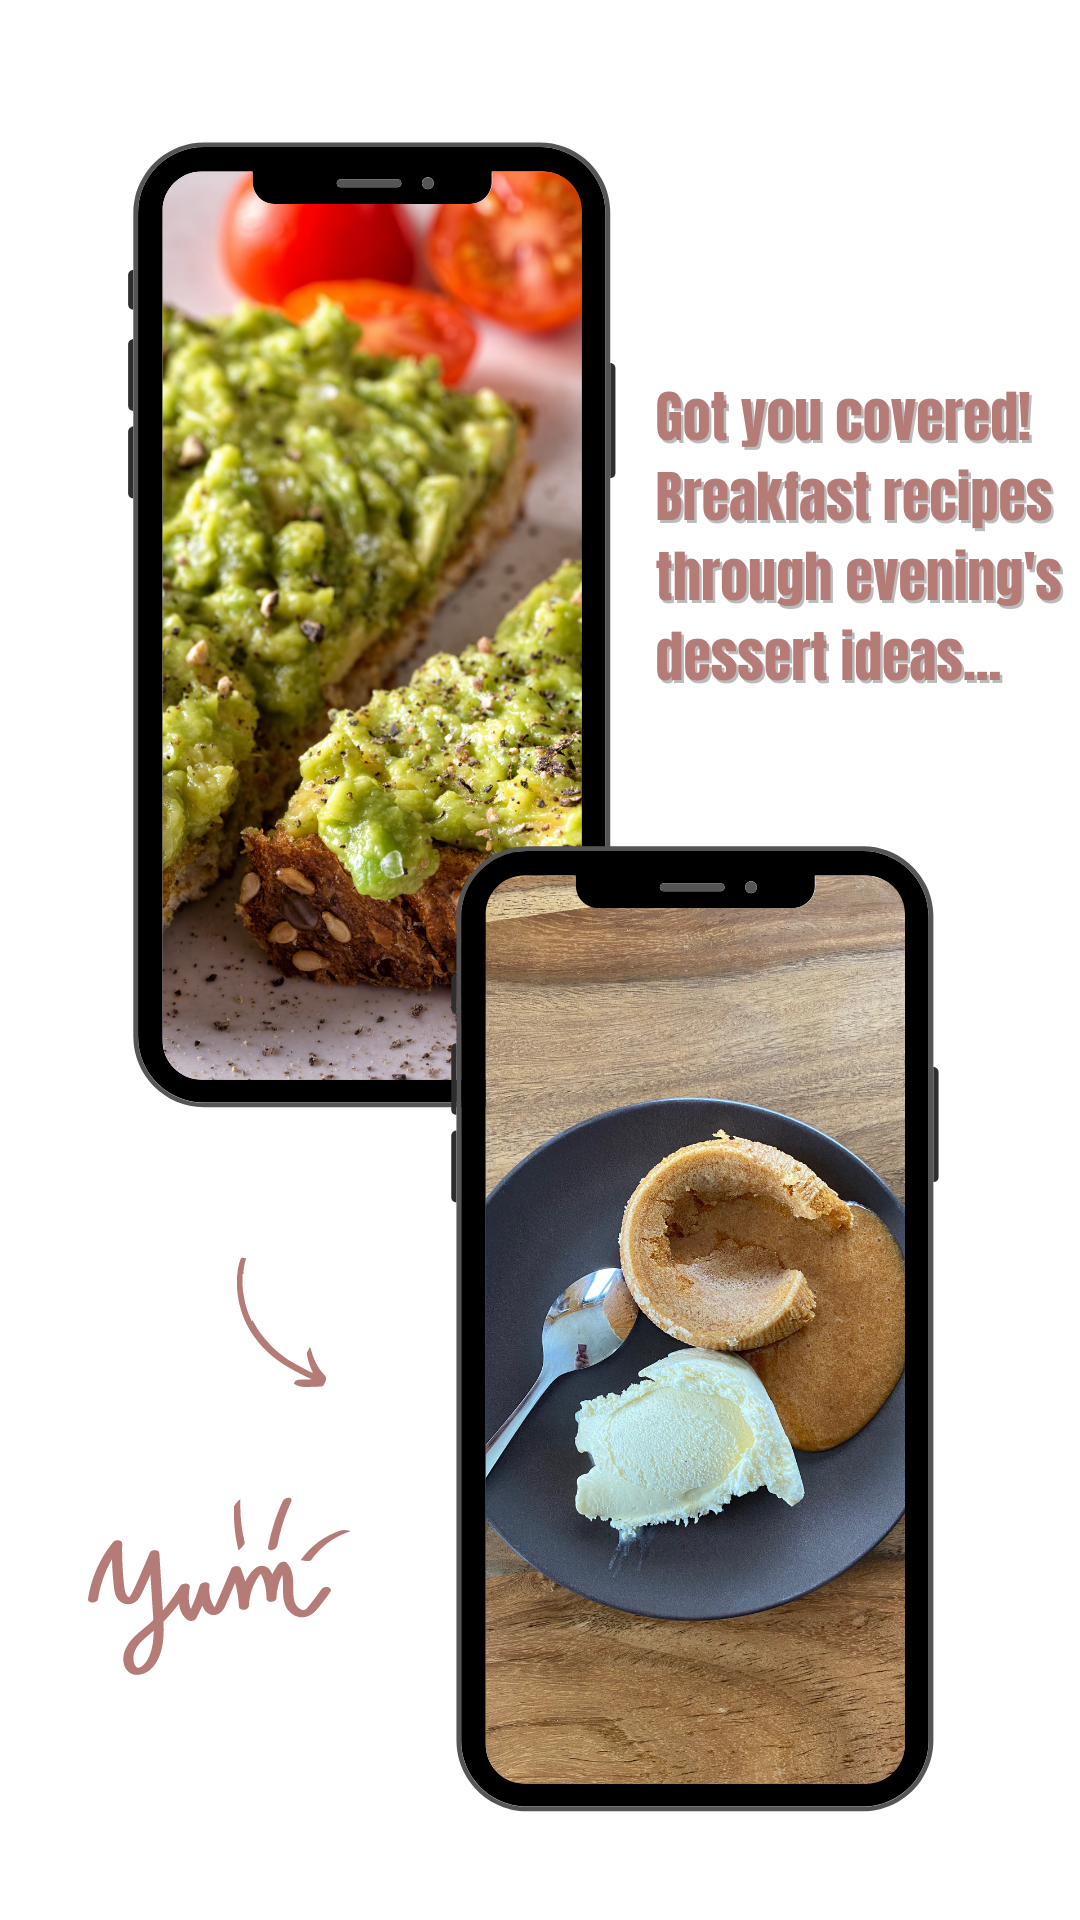 Got you covered!
Breakfast recipes
through evening's
dessert ideas...
yum